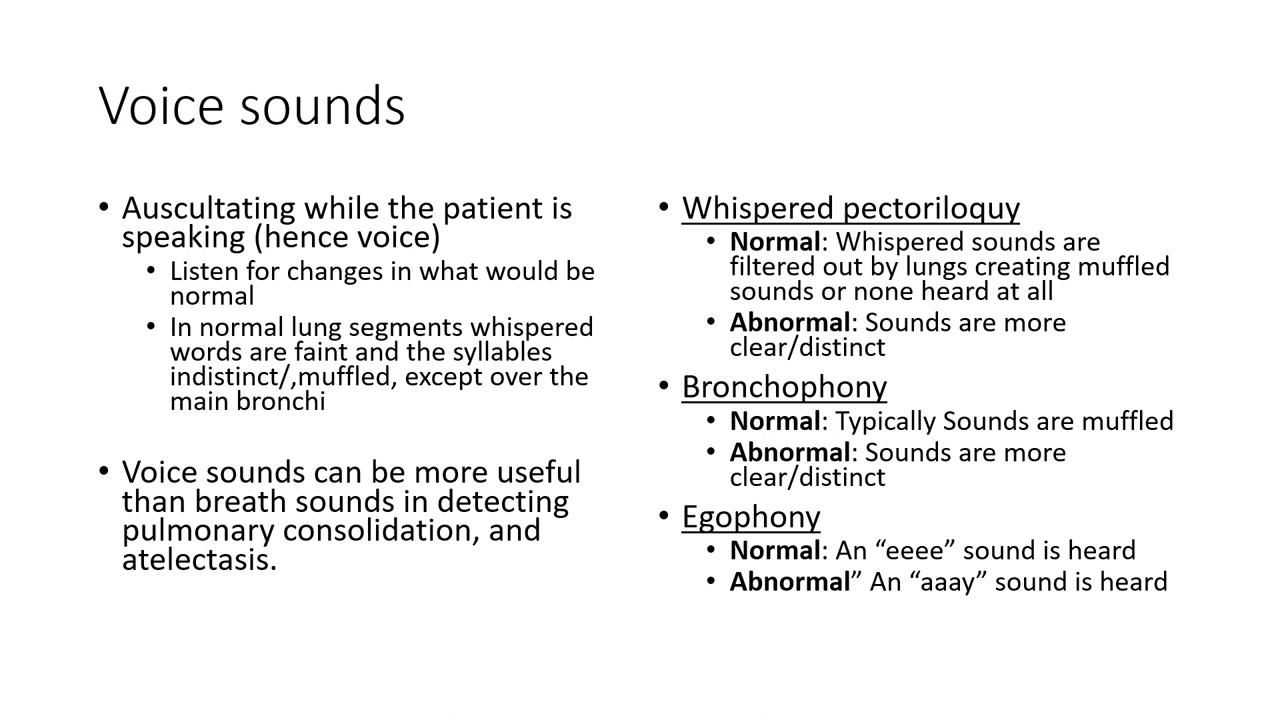 Voice sounds
• Auscultating while the patient is
speaking (hence voice)
• Listen for changes in what would be
normal
• In normal lung segments whispered
words are faint and the syllables
indistinct/,muffled, except over the
main bronchi
• Voice sounds can be more useful
than breath sounds in detecting
pulmonary consolidation, and
atelectasis.
• Whispered pectoriloquy
• Normal: Whispered sounds are
filtered out by lungs creating muffled
sounds or none heard at all
• Abnormal: Sounds are more
clear/distinct
• Bronchophony
• Normal: Typically Sounds are muffled
• Abnormal: Sounds are more
clear/distinct
• Egophony
• Normal: An “eeee” sound is heard
• Abnormal” An “aaay” sound is heard